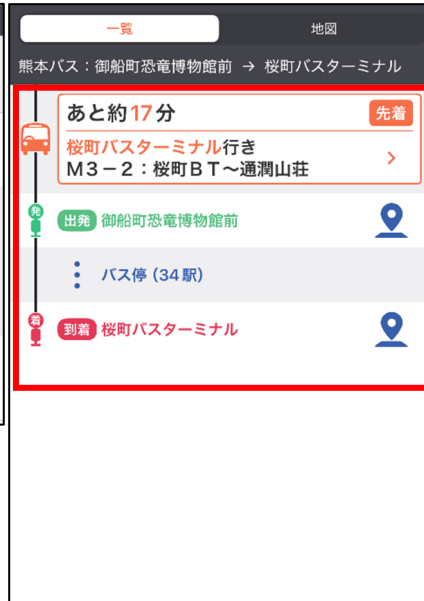 一覧 地図
熊本バス：御船町恐竜博物館前 → 桜町バスターミナル
あと約17分 先着
桜町バスターミナル行き
M3－2：桜町BT～通潤山荘
発
出発 御船町恐竜博物館前
バス停 (34駅)
着
到着 桜町バスターミナル